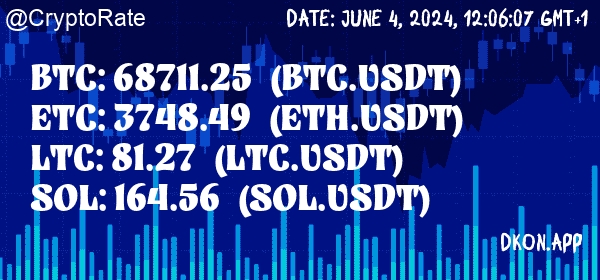 @CryptoRate
DATE: JUNE 4, 2024, 12:06:07 GMT+1
BTC: 68711.25 (BTC.USDT)
ETC: 3748.49 (ETH.USDT)
LTC: 81.27 (LTC.USDT)
SOL: 164.56 (SOL.USDT)
DKON.APP